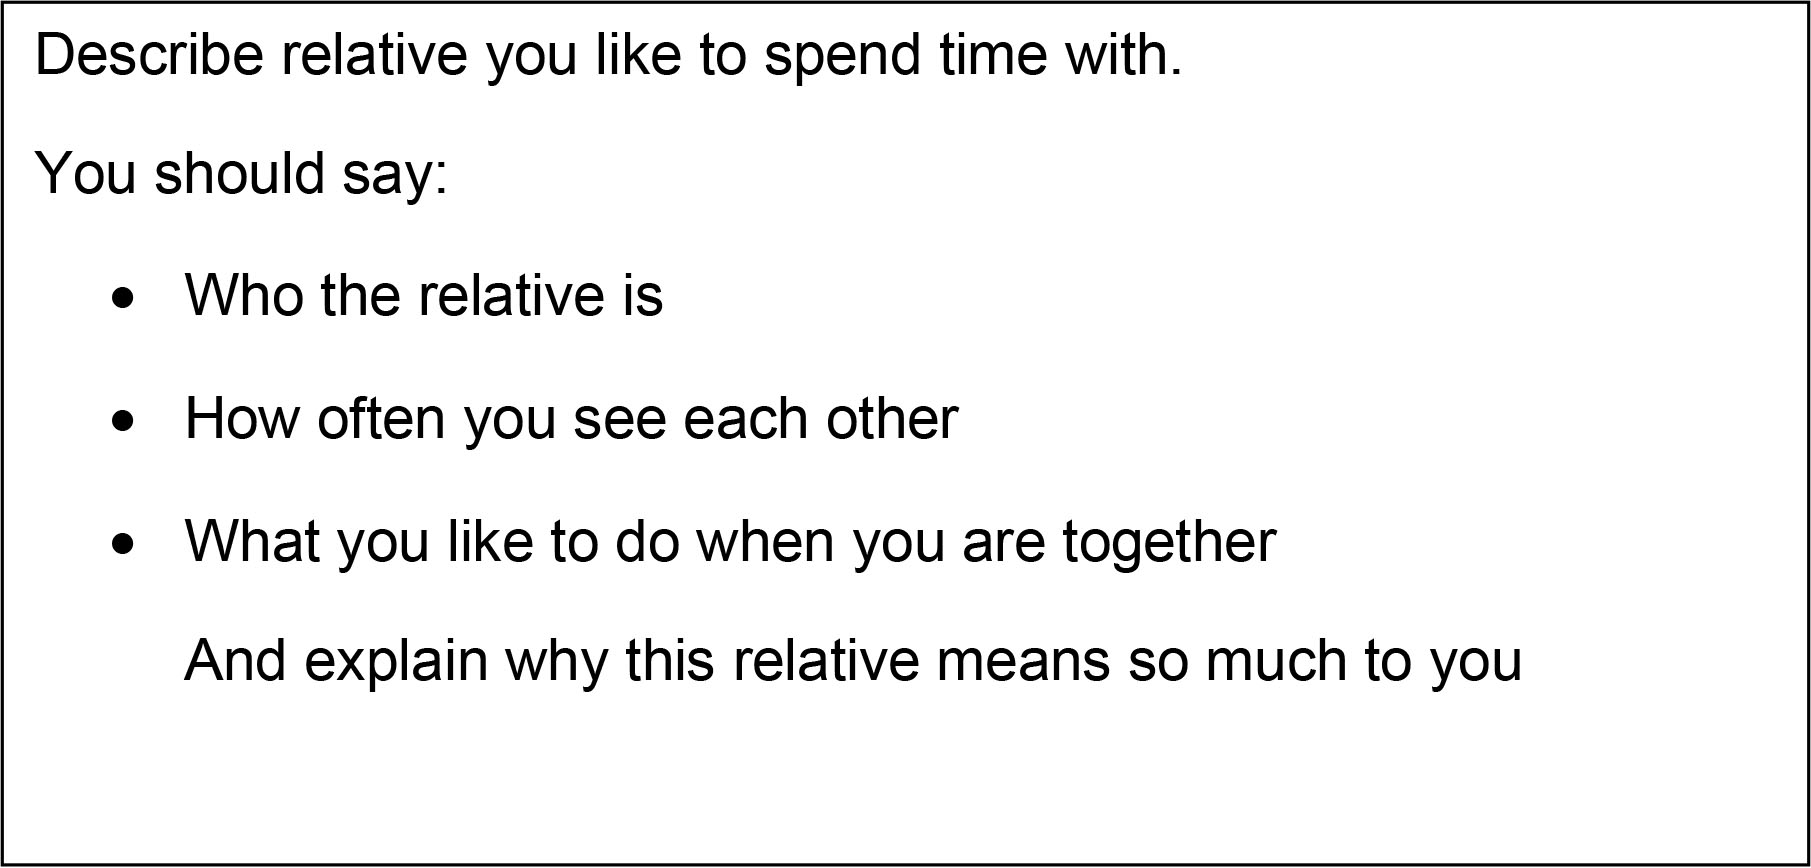 Describe relative you like to spend time with.
You should say:
• Who the relative is
• How often you see each other
• What you like to do when you are together
And explain why this relative means so much to you